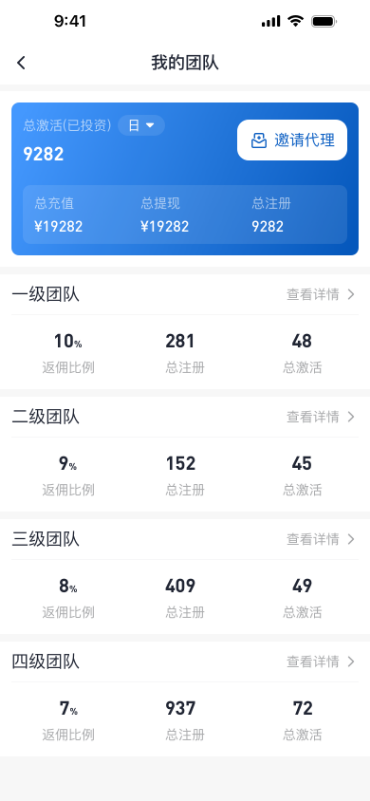 9:41
我的团队
总激活(已投资) 日
9282
邀请代理
总充值 总提现 总注册
¥19282 ¥19282 9282
一级团队 查看详情
10% 281 48
返佣比例 总注册 总激活
二级团队 查看详情
9% 152 45
返佣比例 总注册 总激活
三级团队 查看详情
8% 409 49
返佣比例 总注册 总激活
四级团队 查看详情
7% 937 72
返佣比例 总注册 总激活